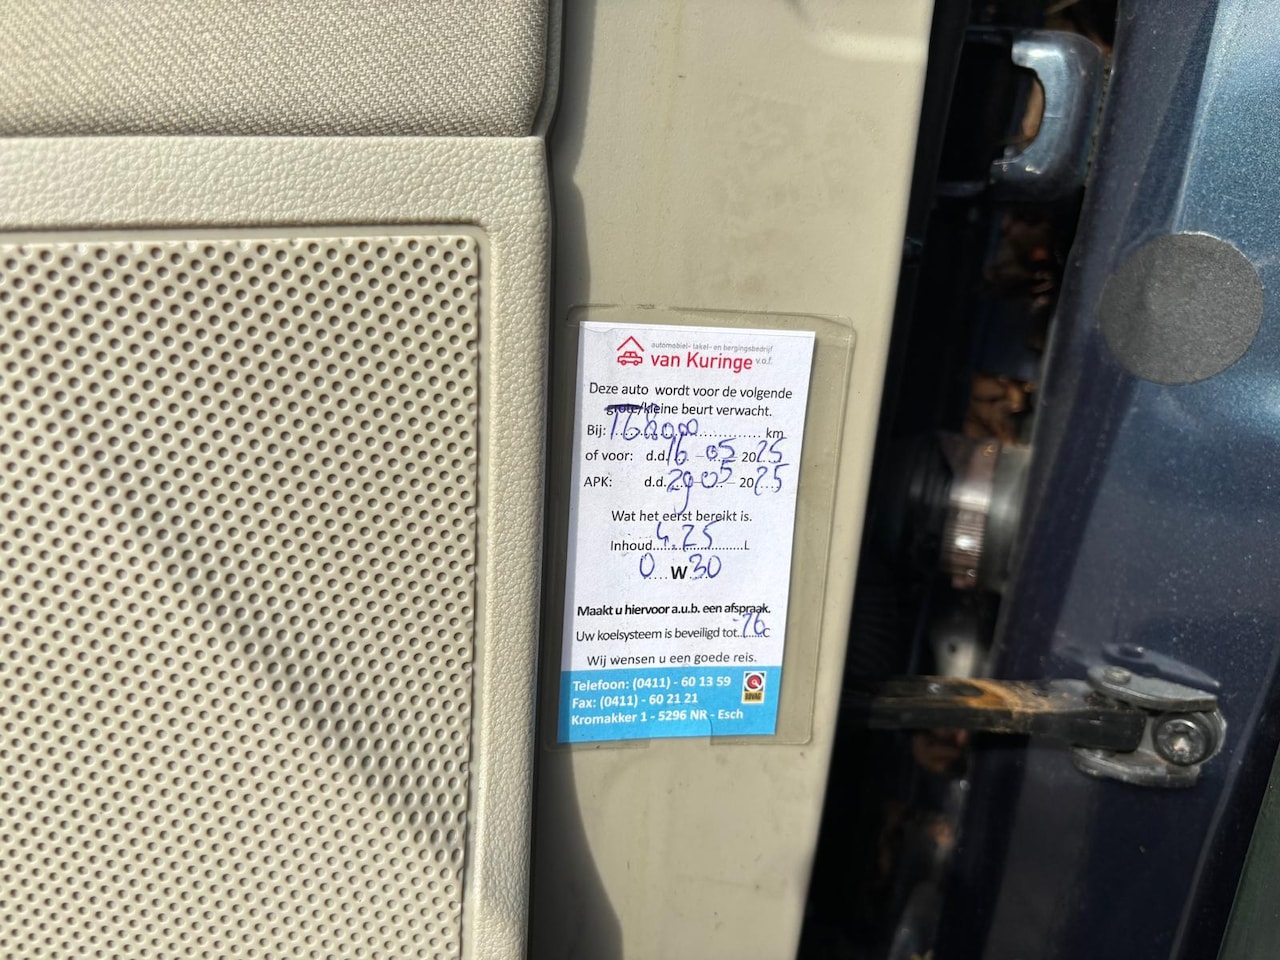 automobiel- takel- en bergingsbedrijf
van Kuringe v.o.f.
Deze auto wordt voor de volgende
grote/kleine beurt verwacht.
Bij: 168000 km
of voor: d.d. 16-05-2025
APK: d.d. 29-05-2025
Wat het eerst bereikt is.
Inhoud 4,25 L
0 W 30
Maakt u hiervoor a.u.b. een afspraak.
Uw koelsysteem is beveiligd tot -26 C
Wij wensen u een goede reis.
Telefoon: (0411) - 60 13 59
Fax: (0411) - 60 21 21
Kromakker 1 - 5296 NR - Esch
BOVAG